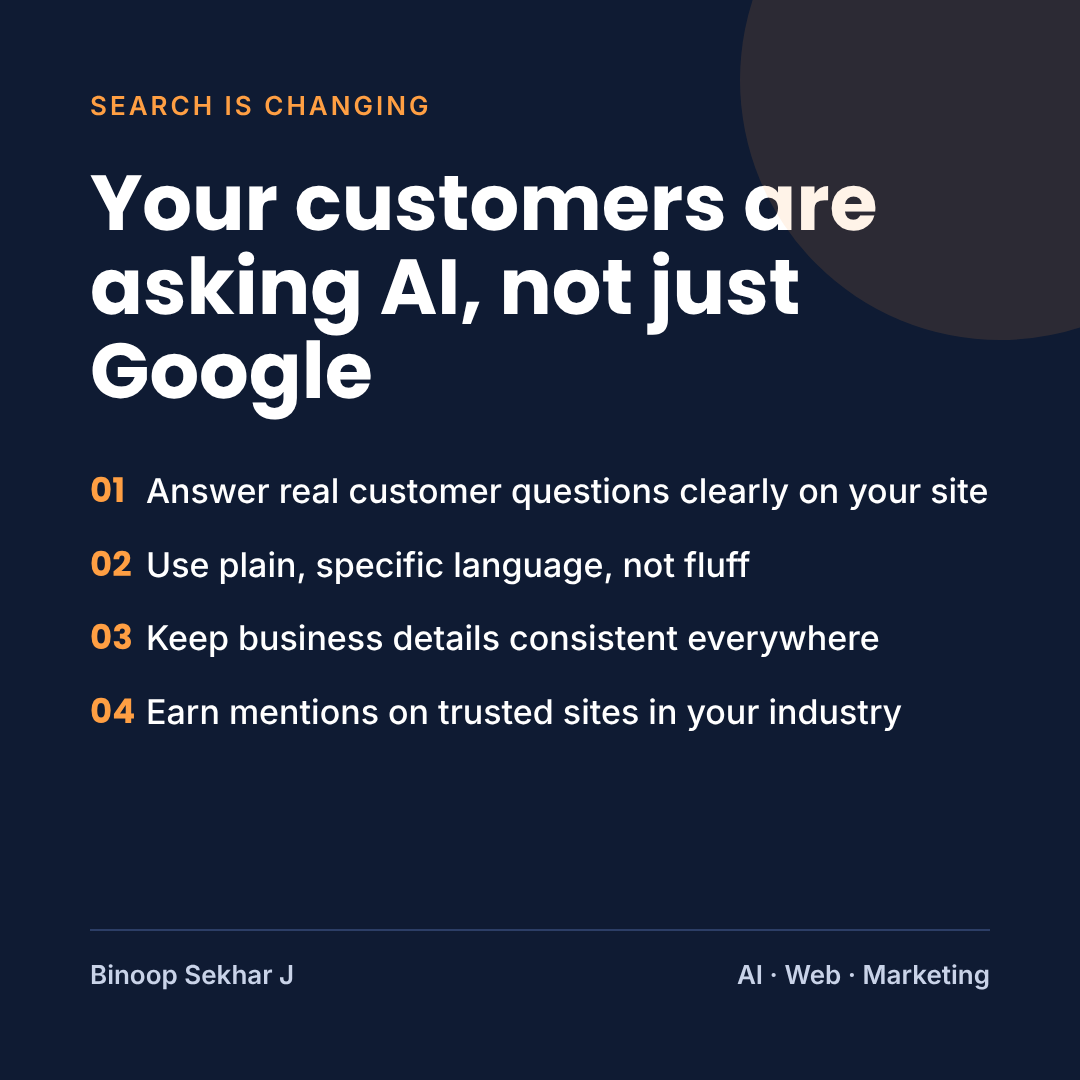 SEARCH IS CHANGING
Your customers are
asking AI, not just
Google
01 Answer real customer questions clearly on your site
02 Use plain, specific language, not fluff
03 Keep business details consistent everywhere
04 Earn mentions on trusted sites in your industry
Binoop Sekhar J
AI · Web · Marketing